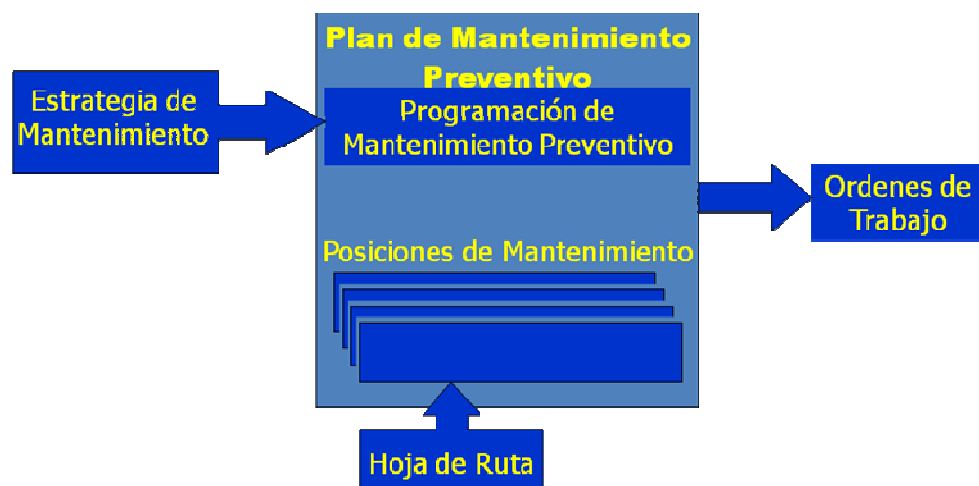 Plan de Mantenimiento
Preventivo
Estrategia de
Mantenimiento
Programación de
Mantenimiento Preventivo
Ordenes de
Trabajo
Posiciones de Mantenimiento
Hoja de Ruta